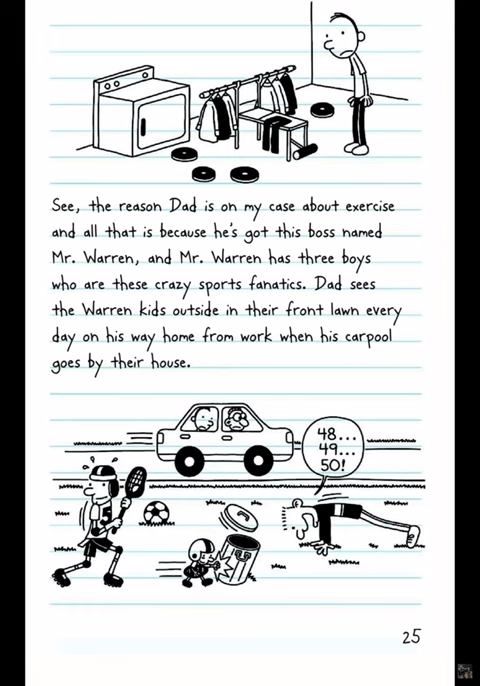 See, the reason Dad is on my case about exercise
and all that is because he's got this boss named
Mr. Warren, and Mr. Warren has three boys
who are these crazy sports fanatics. Dad sees
the Warren kids outside in their front lawn every
day on his way home from work when his carpool
goes by their house.
48...
49...
50!
25